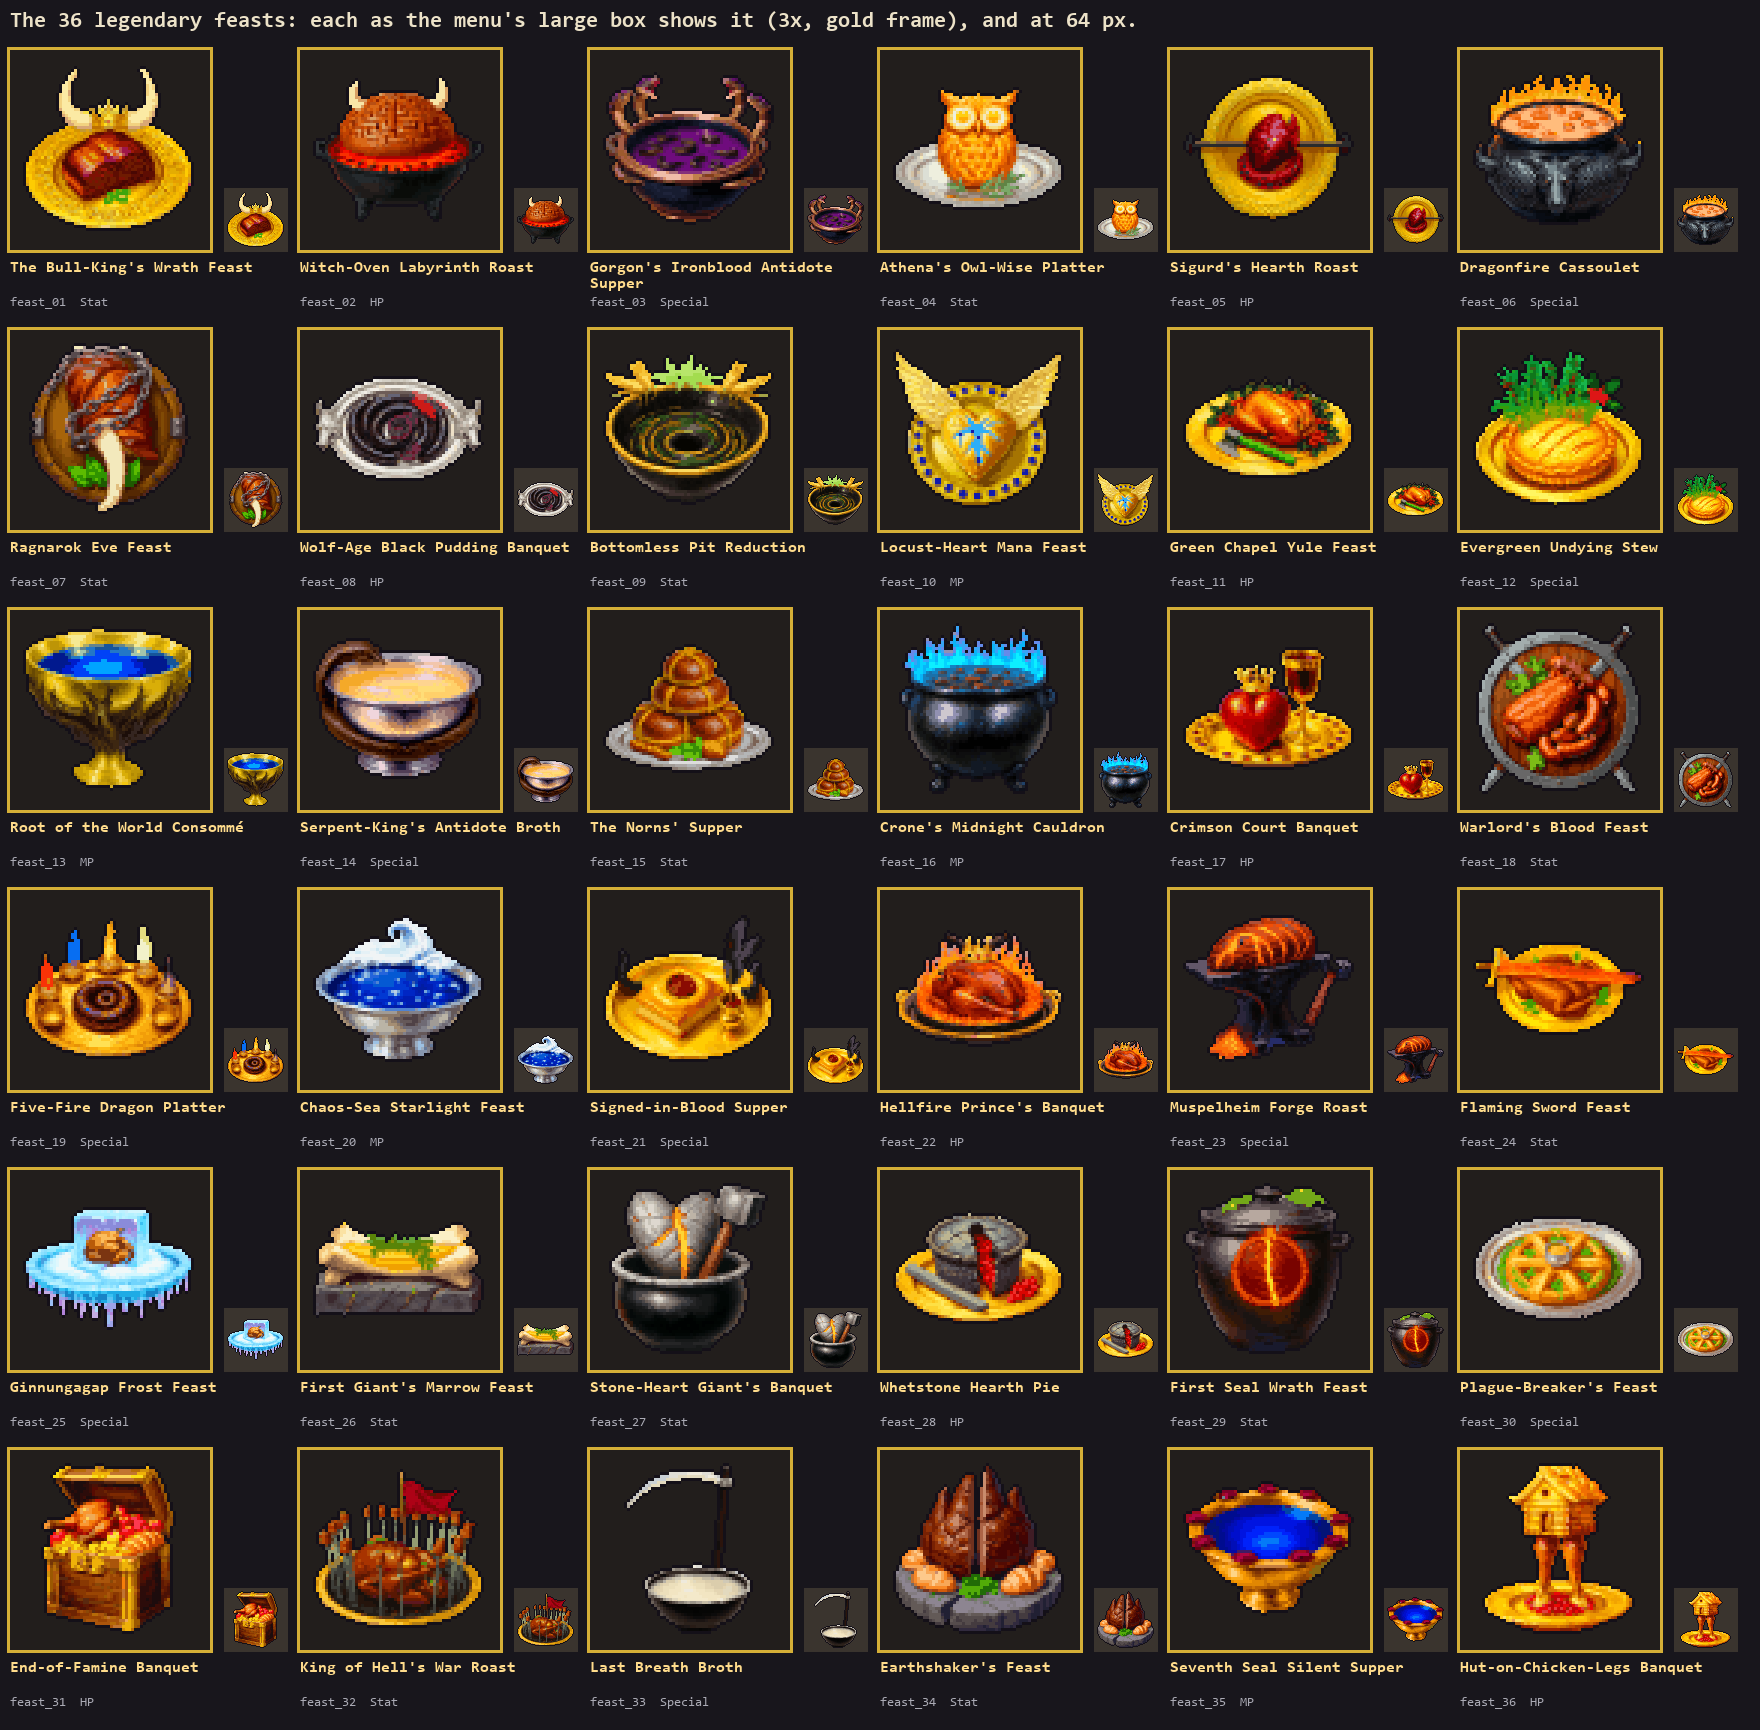 The 36 legendary feasts: each as the menu's large box shows it (3x, gold frame), and at 64 px.
The Bull-King's Wrath Feast
feast_01 Stat
Witch-Oven Labyrinth Roast
feast_02 HP
Gorgon's Ironblood Antidote
Supper
feast_03 Special
Athena's Owl-Wise Platter
feast_04 Stat
Sigurd's Hearth Roast
feast_05 HP
Dragonfire Cassoulet
feast_06 Special
Ragnarok Eve Feast
feast_07 Stat
Wolf-Age Black Pudding Banquet
feast_08 HP
Bottomless Pit Reduction
feast_09 Stat
Locust-Heart Mana Feast
feast_10 MP
Green Chapel Yule Feast
feast_11 HP
Evergreen Undying Stew
feast_12 Special
Root of the World Consommé
feast_13 MP
Serpent-King's Antidote Broth
feast_14 Special
The Norns' Supper
feast_15 Stat
Crone's Midnight Cauldron
feast_16 MP
Crimson Court Banquet
feast_17 HP
Warlord's Blood Feast
feast_18 Stat
Five-Fire Dragon Platter
feast_19 Special
Chaos-Sea Starlight Feast
feast_20 MP
Signed-in-Blood Supper
feast_21 Special
Hellfire Prince's Banquet
feast_22 HP
Muspelheim Forge Roast
feast_23 Special
Flaming Sword Feast
feast_24 Stat
Ginnungagap Frost Feast
feast_25 Special
First Giant's Marrow Feast
feast_26 Stat
Stone-Heart Giant's Banquet
feast_27 Stat
Whetstone Hearth Pie
feast_28 HP
First Seal Wrath Feast
feast_29 Stat
Plague-Breaker's Feast
feast_30 Special
End-of-Famine Banquet
feast_31 HP
King of Hell's War Roast
feast_32 Stat
Last Breath Broth
feast_33 Special
Earthshaker's Feast
feast_34 Stat
Seventh Seal Silent Supper
feast_35 MP
Hut-on-Chicken-Legs Banquet
feast_36 HP